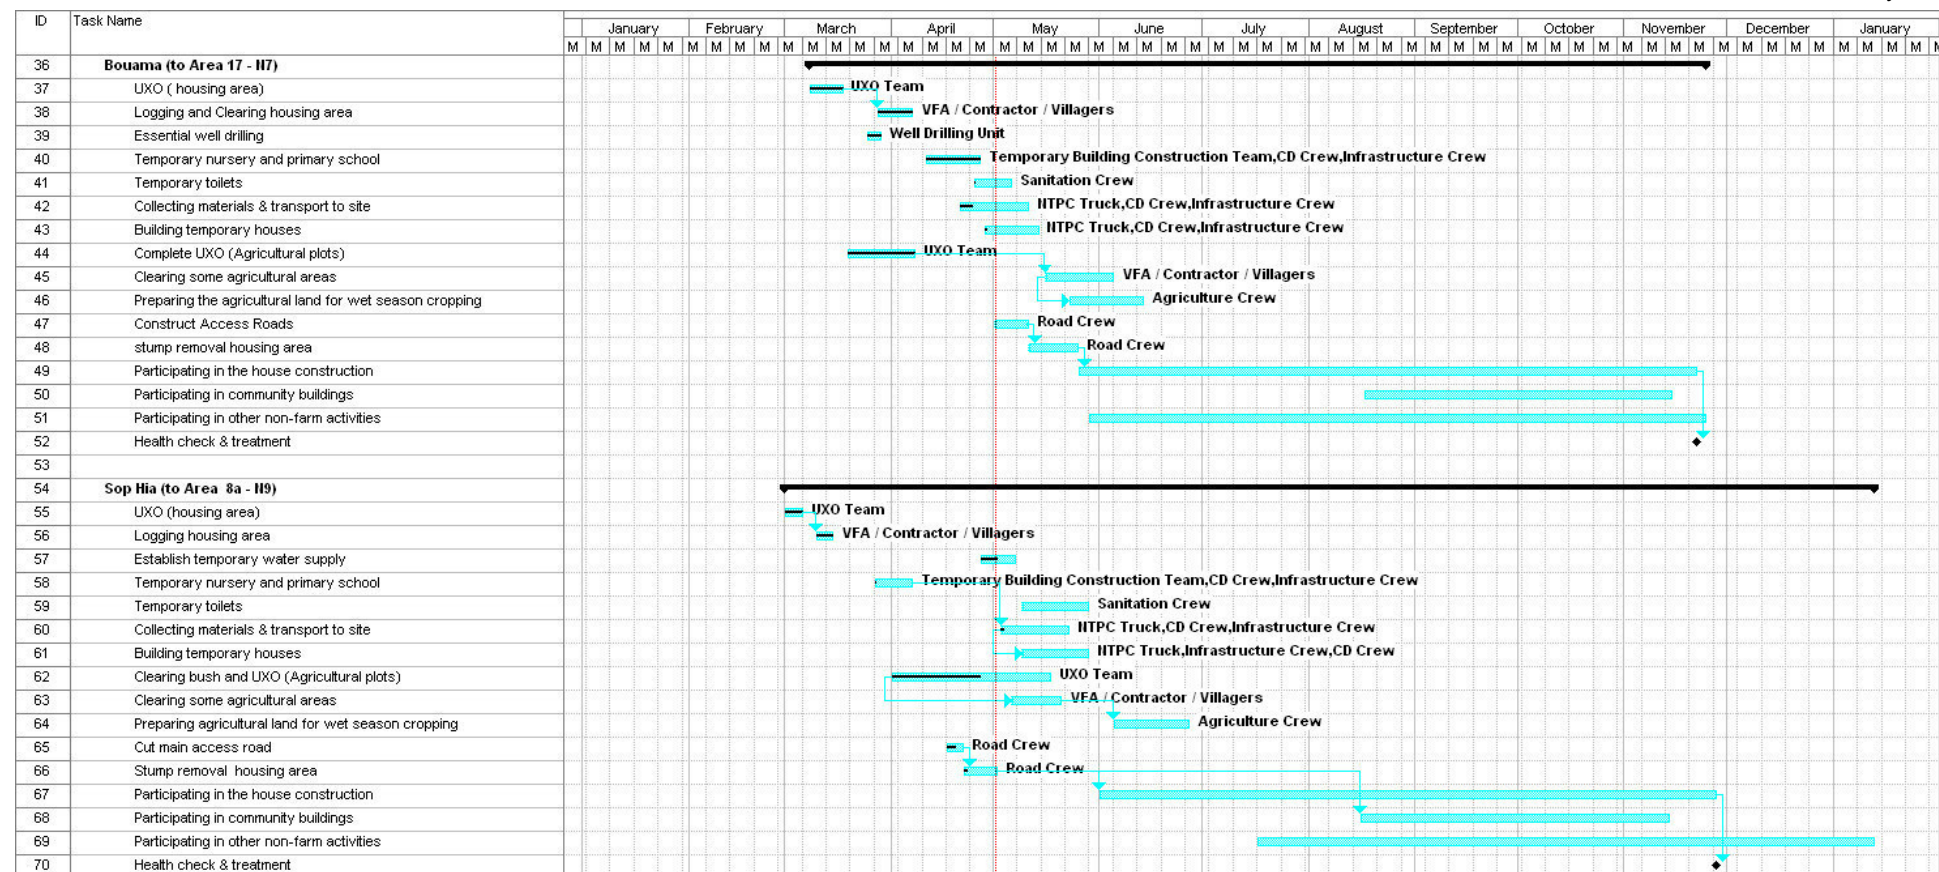 ID Task Name
January February March April May June July August September October November December January
M M M M M M M M M M M M M M M M M M M M M M M M M M M M M M M M M M M M M M M M M M M M M M M M M M M M M M M M M
36 Bouama (to Area 17 - N7)
37 UXO ( housing area) UXO Team
38 Logging and Clearing housing area VFA / Contractor / Villagers
39 Essential well drilling Well Drilling Unit
40 Temporary nursery and primary school Temporary Building Construction Team,CD Crew,Infrastructure Crew
41 Temporary toilets Sanitation Crew
42 Collecting materials & transport to site NTPC Truck,CD Crew,Infrastructure Crew
43 Building temporary houses NTPC Truck,CD Crew,Infrastructure Crew
44 Complete UXO (Agricultural plots) UXO Team
45 Clearing some agricultural areas VFA / Contractor / Villagers
46 Preparing the agricultural land for wet season cropping Agriculture Crew
47 Construct Access Roads Road Crew
48 stump removal housing area Road Crew
49 Participating in the house construction
50 Participating in community buildings
51 Participating in other non-farm activities
52 Health check & treatment
53
54 Sop Hia (to Area 8a - N9)
55 UXO (housing area) UXO Team
56 Logging housing area VFA / Contractor / Villagers
57 Establish temporary water supply
58 Temporary nursery and primary school Temporary Building Construction Team,CD Crew,Infrastructure Crew
59 Temporary toilets Sanitation Crew
60 Collecting materials & transport to site NTPC Truck,CD Crew,Infrastructure Crew
61 Building temporary houses NTPC Truck,Infrastructure Crew,CD Crew
62 Clearing bush and UXO (Agricultural plots) UXO Team
63 Clearing some agricultural areas VFA / Contractor / Villagers
64 Preparing agricultural land for wet season cropping Agriculture Crew
65 Cut main access road Road Crew
66 Stump removal housing area Road Crew
67 Participating in the house construction
68 Participating in community buildings
69 Participating in other non-farm activities
70 Health check & treatment